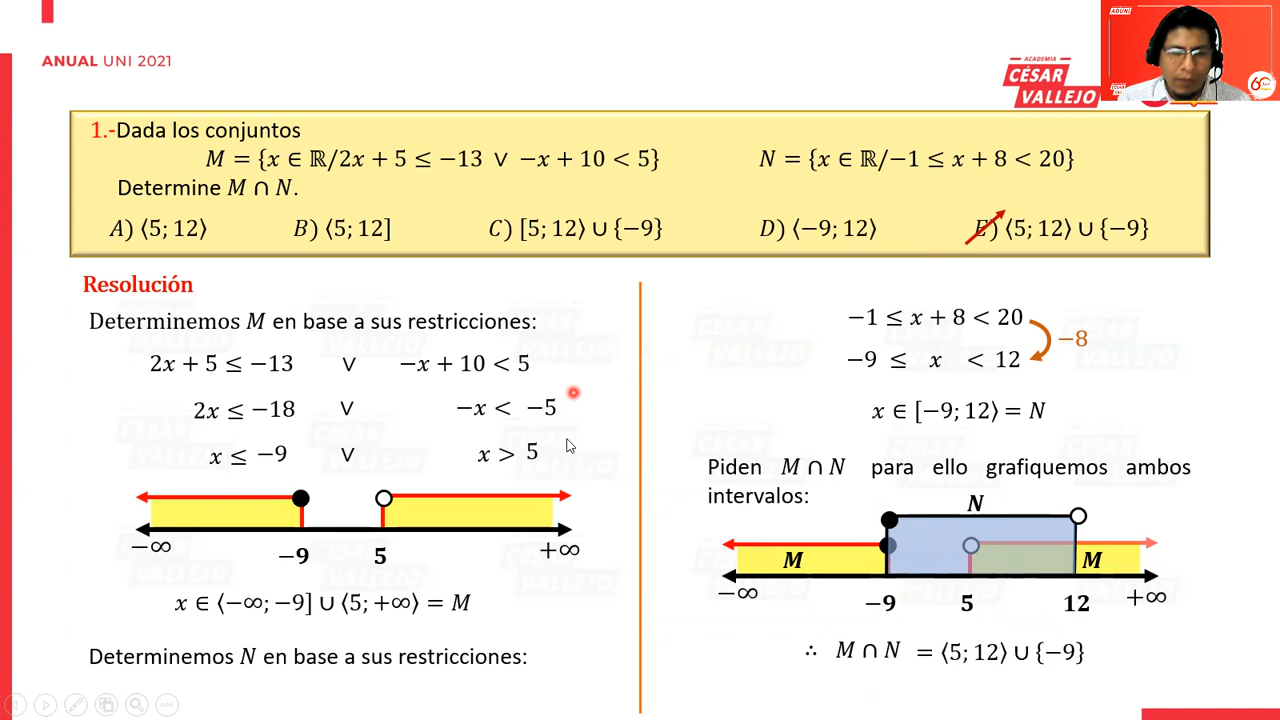 ANUAL UNI 2021
ADUNI
ACADEMIA
CÉSAR
VALLEJO
60
1.-Dada los conjuntos
M = {x ∈ ℝ/2x + 5 ≤ −13 ∨ −x + 10 < 5} N = {x ∈ ℝ/−1 ≤ x + 8 < 20}
Determine M ∩ N.
A) ⟨5; 12⟩ B) ⟨5; 12] C) [5; 12⟩ ∪ {−9} D) ⟨−9; 12⟩ E) ⟨5; 12⟩ ∪ {−9}
Resolución
Determinemos M en base a sus restricciones:
2x + 5 ≤ −13 ∨ −x + 10 < 5
2x ≤ −18 ∨ −x < −5
x ≤ −9 ∨ x > 5
−∞ −9 5 +∞
x ∈ ⟨−∞; −9] ∪ ⟨5; +∞⟩ = M
Determinemos N en base a sus restricciones:
−1 ≤ x + 8 < 20
−8
−9 ≤ x < 12
x ∈ [−9; 12⟩ = N
Piden M ∩ N para ello grafiquemos ambos
intervalos:
N
M M
−∞ −9 5 12 +∞
∴ M ∩ N = ⟨5; 12⟩ ∪ {−9}